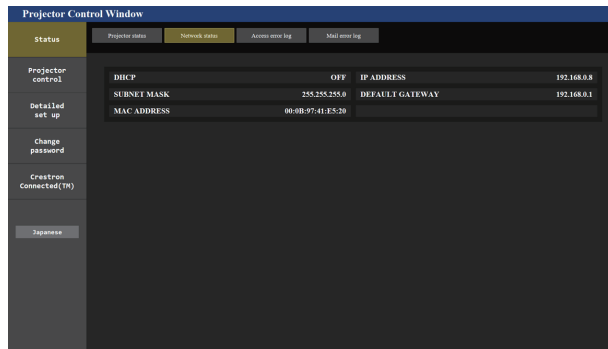 Projector Control Window
Status
Projector status
Network status
Access error log
Mail error log
Projector
control
Detailed
set up
Change
password
Crestron
Connected(TM)
Japanese
DHCP OFF IP ADDRESS 192.168.0.8
SUBNET MASK 255.255.255.0 DEFAULT GATEWAY 192.168.0.1
MAC ADDRESS 00:0B:97:41:E5:20